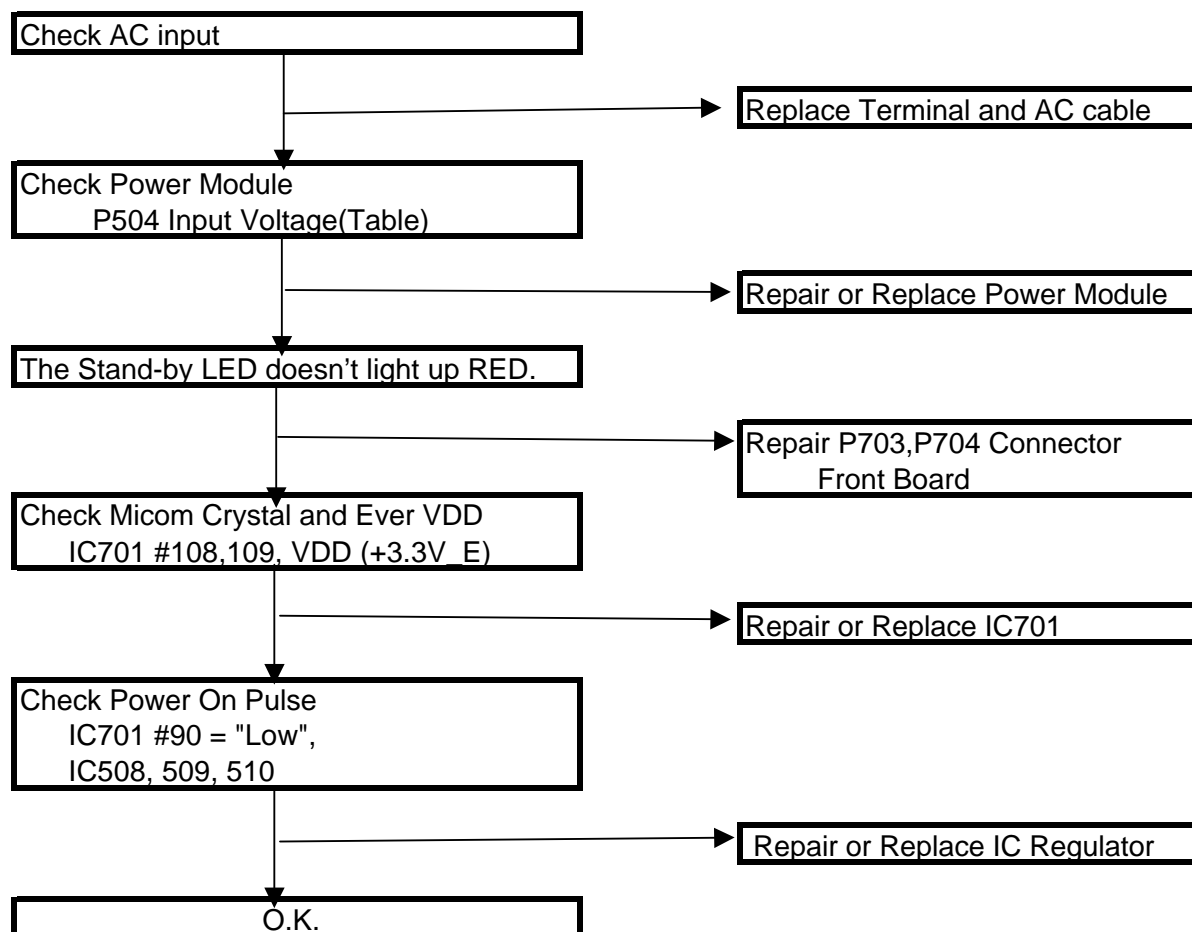 Check AC input
Replace Terminal and AC cable
Check Power Module
P504 Input Voltage(Table)
Repair or Replace Power Module
The Stand-by LED doesn’t light up RED.
Repair P703,P704 Connector
Front Board
Check Micom Crystal and Ever VDD
IC701 #108,109, VDD (+3.3V_E)
Repair or Replace IC701
Check Power On Pulse
IC701 #90 = "Low",
IC508, 509, 510
Repair or Replace IC Regulator
O.K.